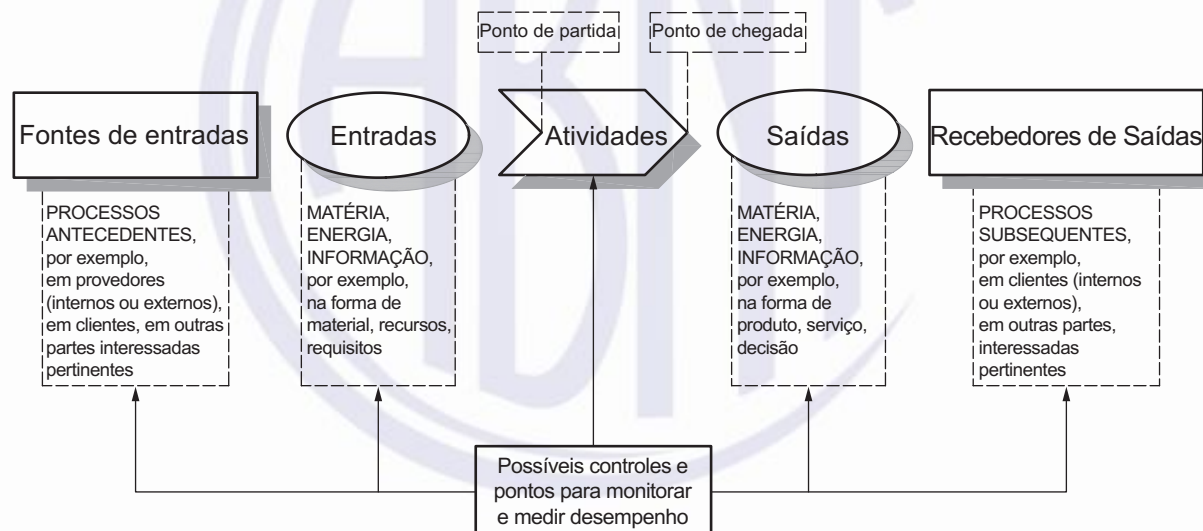 Ponto de partida
Ponto de chegada
Fontes de entradas
Entradas
Atividades
Saídas
Recebedores de Saídas
PROCESSOS
ANTECEDENTES,
por exemplo,
em provedores
(internos ou externos),
em clientes, em outras
partes interessadas
pertinentes
MATÉRIA,
ENERGIA,
INFORMAÇÃO,
por exemplo,
na forma de
material, recursos,
requisitos
MATÉRIA,
ENERGIA,
INFORMAÇÃO,
por exemplo,
na forma de
produto, serviço,
decisão
PROCESSOS
SUBSEQUENTES,
por exemplo,
em clientes (internos
ou externos),
em outras partes,
interessadas
pertinentes
Possíveis controles e
pontos para monitorar
e medir desempenho
ABNT